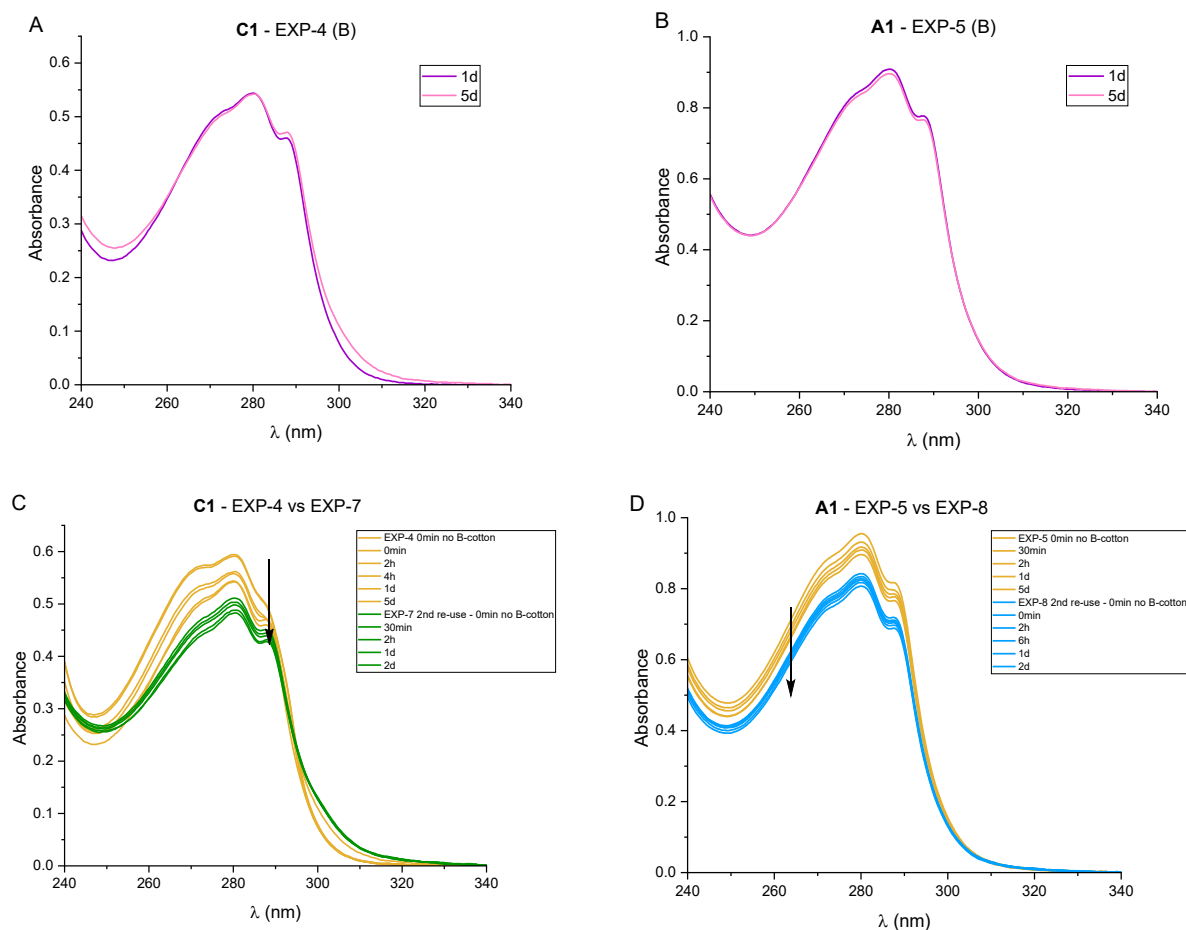 A
C1 - EXP-4 (B)
1d
5d
Absorbance
0.6
0.5
0.4
0.3
0.2
0.1
0.0
240 260 280 300 320 340
λ (nm)
B
A1 - EXP-5 (B)
1d
5d
Absorbance
1.0
0.8
0.6
0.4
0.2
0.0
240 260 280 300 320 340
λ (nm)
C
C1 - EXP-4 vs EXP-7
EXP-4 0min no B-cotton
0min
2h
4h
1d
5d
EXP-7 2nd re-use - 0min no B-cotton
30min
2h
1d
2d
Absorbance
0.6
0.5
0.4
0.3
0.2
0.1
0.0
240 260 280 300 320 340
λ (nm)
D
A1 - EXP-5 vs EXP-8
EXP-5 0min no B-cotton
30min
2h
1d
5d
EXP-8 2nd re-use - 0min no B-cotton
0min
2h
6h
1d
2d
Absorbance
1.0
0.8
0.6
0.4
0.2
0.0
240 260 280 300 320 340
λ (nm)